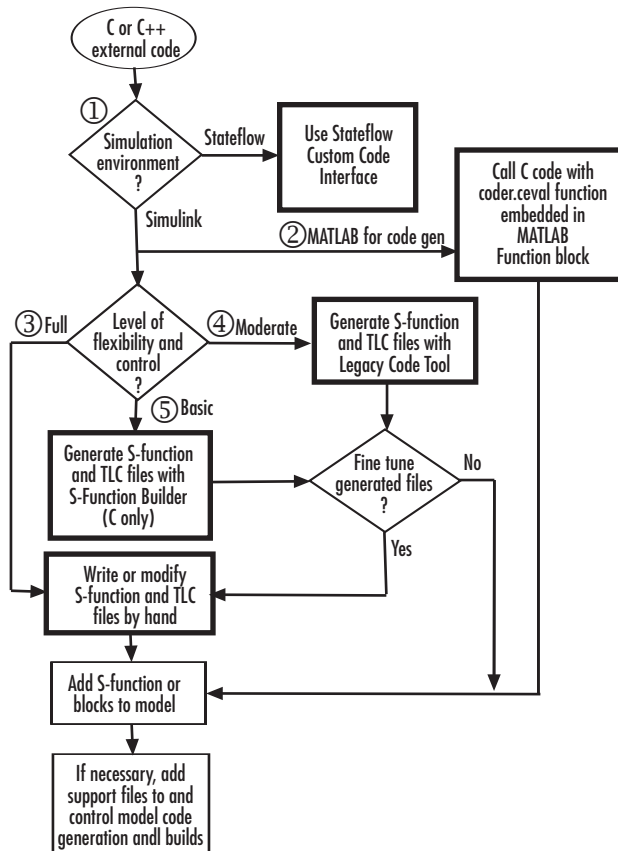 C or C++
external code
①
Simulation
environment
?
Stateflow
Use Stateflow
Custom Code
Interface
Simulink
②MATLAB for code gen
Call C code with
coder.ceval function
embedded in
MATLAB
Function block
③Full
Level of
flexibility and
control
?
④Moderate
Generate S-function
and TLC files with
Legacy Code Tool
⑤Basic
Generate S-function
and TLC files with
S-Function Builder
(C only)
Fine tune
generated files
?
No
Yes
Write or modify
S-function and TLC
files by hand
Add S-function or
blocks to model
If necessary, add
support files to and
control model code
generation andl builds